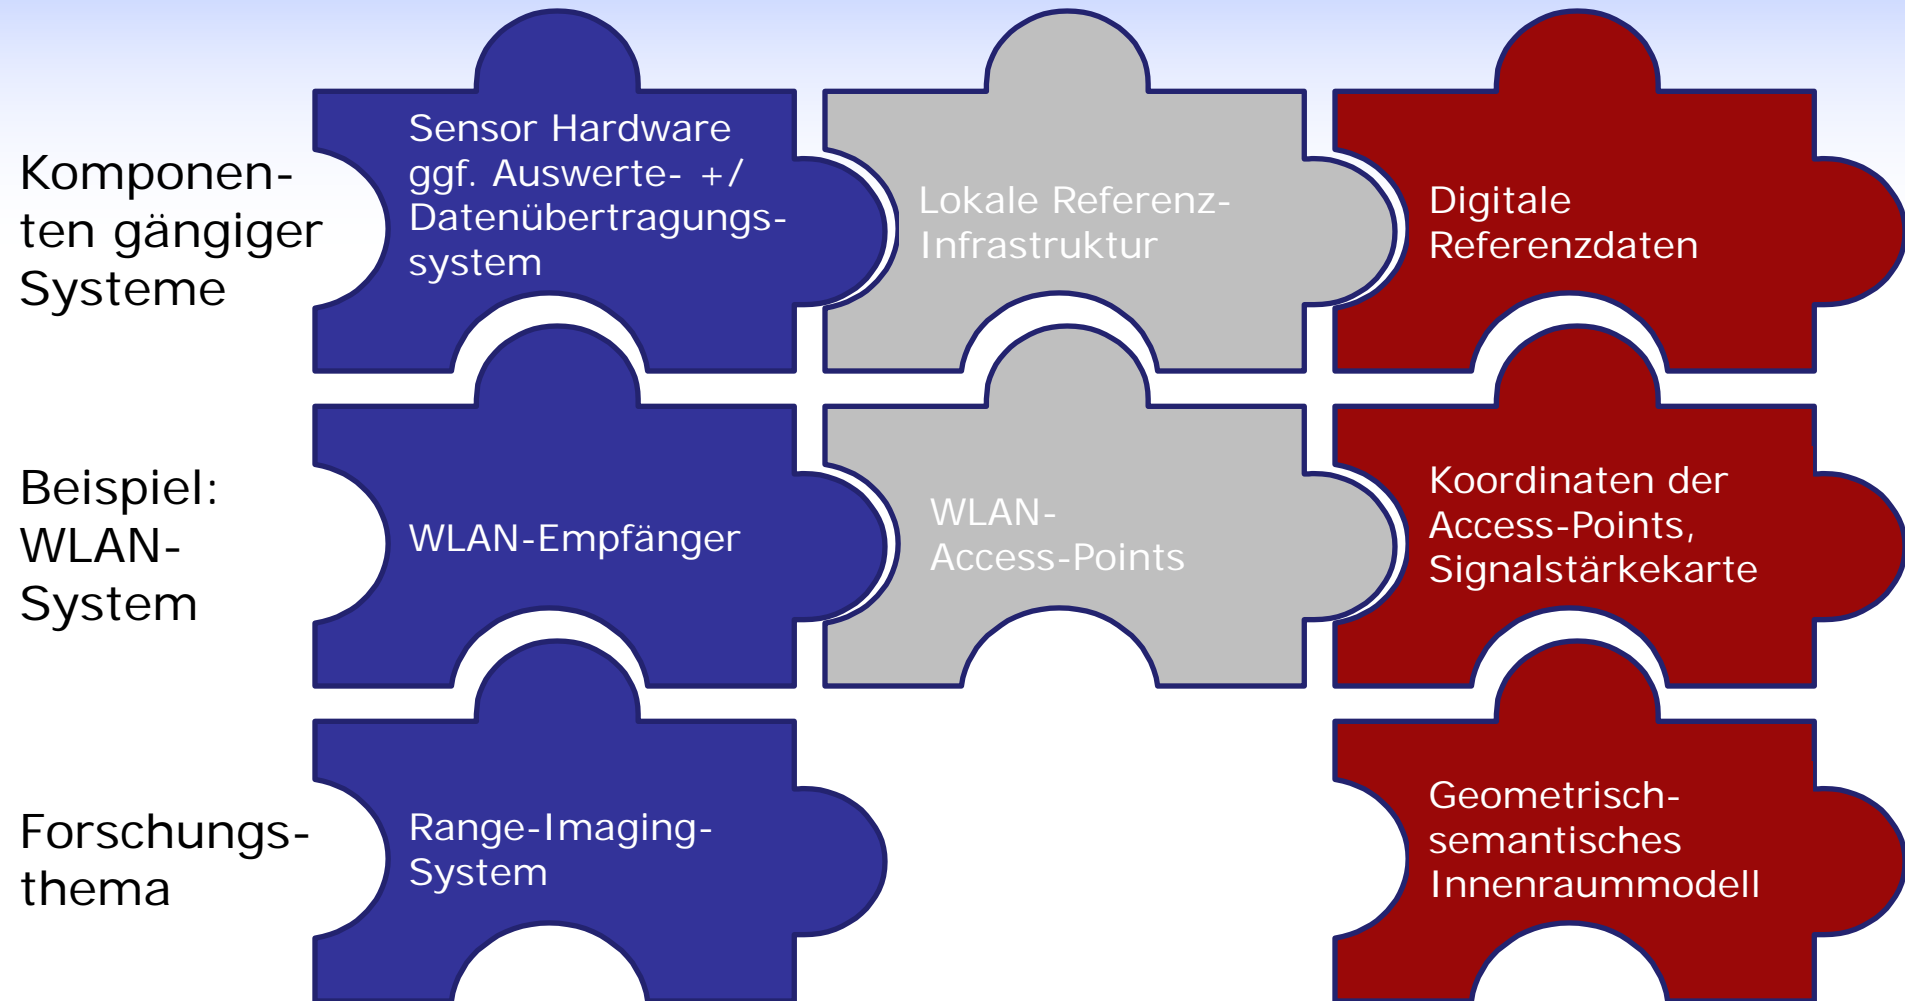 Komponen-
ten gängiger
Systeme
Sensor Hardware
ggf. Auswerte- +/
Datenübertragungs-
system
Lokale Referenz-
Infrastruktur
Digitale
Referenzdaten
Beispiel:
WLAN-
System
WLAN-Empfänger
WLAN-
Access-Points
Koordinaten der
Access-Points,
Signalstärkekarte
Forschungs-
thema
Range-Imaging-
System
Geometrisch-
semantisches
Innenraummodell